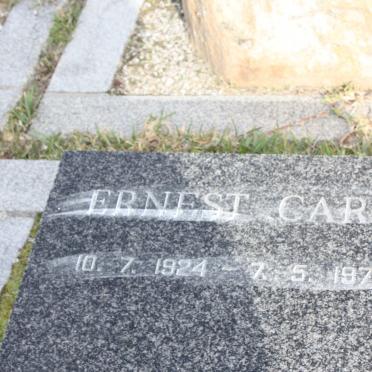 ERNEST CAR
10. 7. 1924 – 7. 5. 197